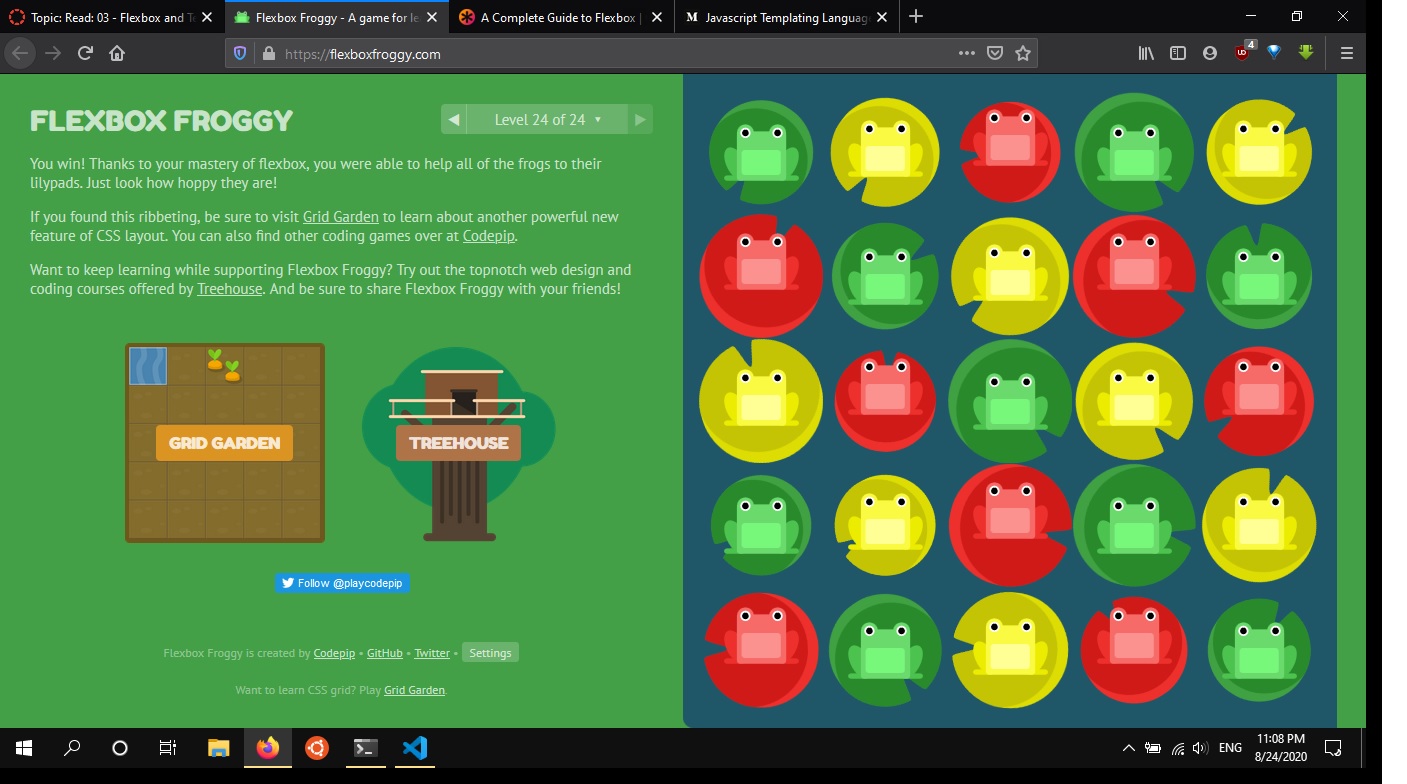 Topic: Read: 03 - Flexbox and Te
Flexbox Froggy - A game for le
A Complete Guide to Flexbox |
M Javascript Templating Language
https://flexboxfroggy.com
4
FLEXBOX FROGGY
Level 24 of 24
You win! Thanks to your mastery of flexbox, you were able to help all of the frogs to their
lilypads. Just look how hoppy they are!
If you found this ribbeting, be sure to visit Grid Garden to learn about another powerful new
feature of CSS layout. You can also find other coding games over at Codepip.
Want to keep learning while supporting Flexbox Froggy? Try out the topnotch web design and
coding courses offered by Treehouse. And be sure to share Flexbox Froggy with your friends!
GRID GARDEN
TREEHOUSE
Follow @playcodepip
Flexbox Froggy is created by Codepip • GitHub • Twitter • Settings
Want to learn CSS grid? Play Grid Garden.
ENG
11:08 PM
8/24/2020